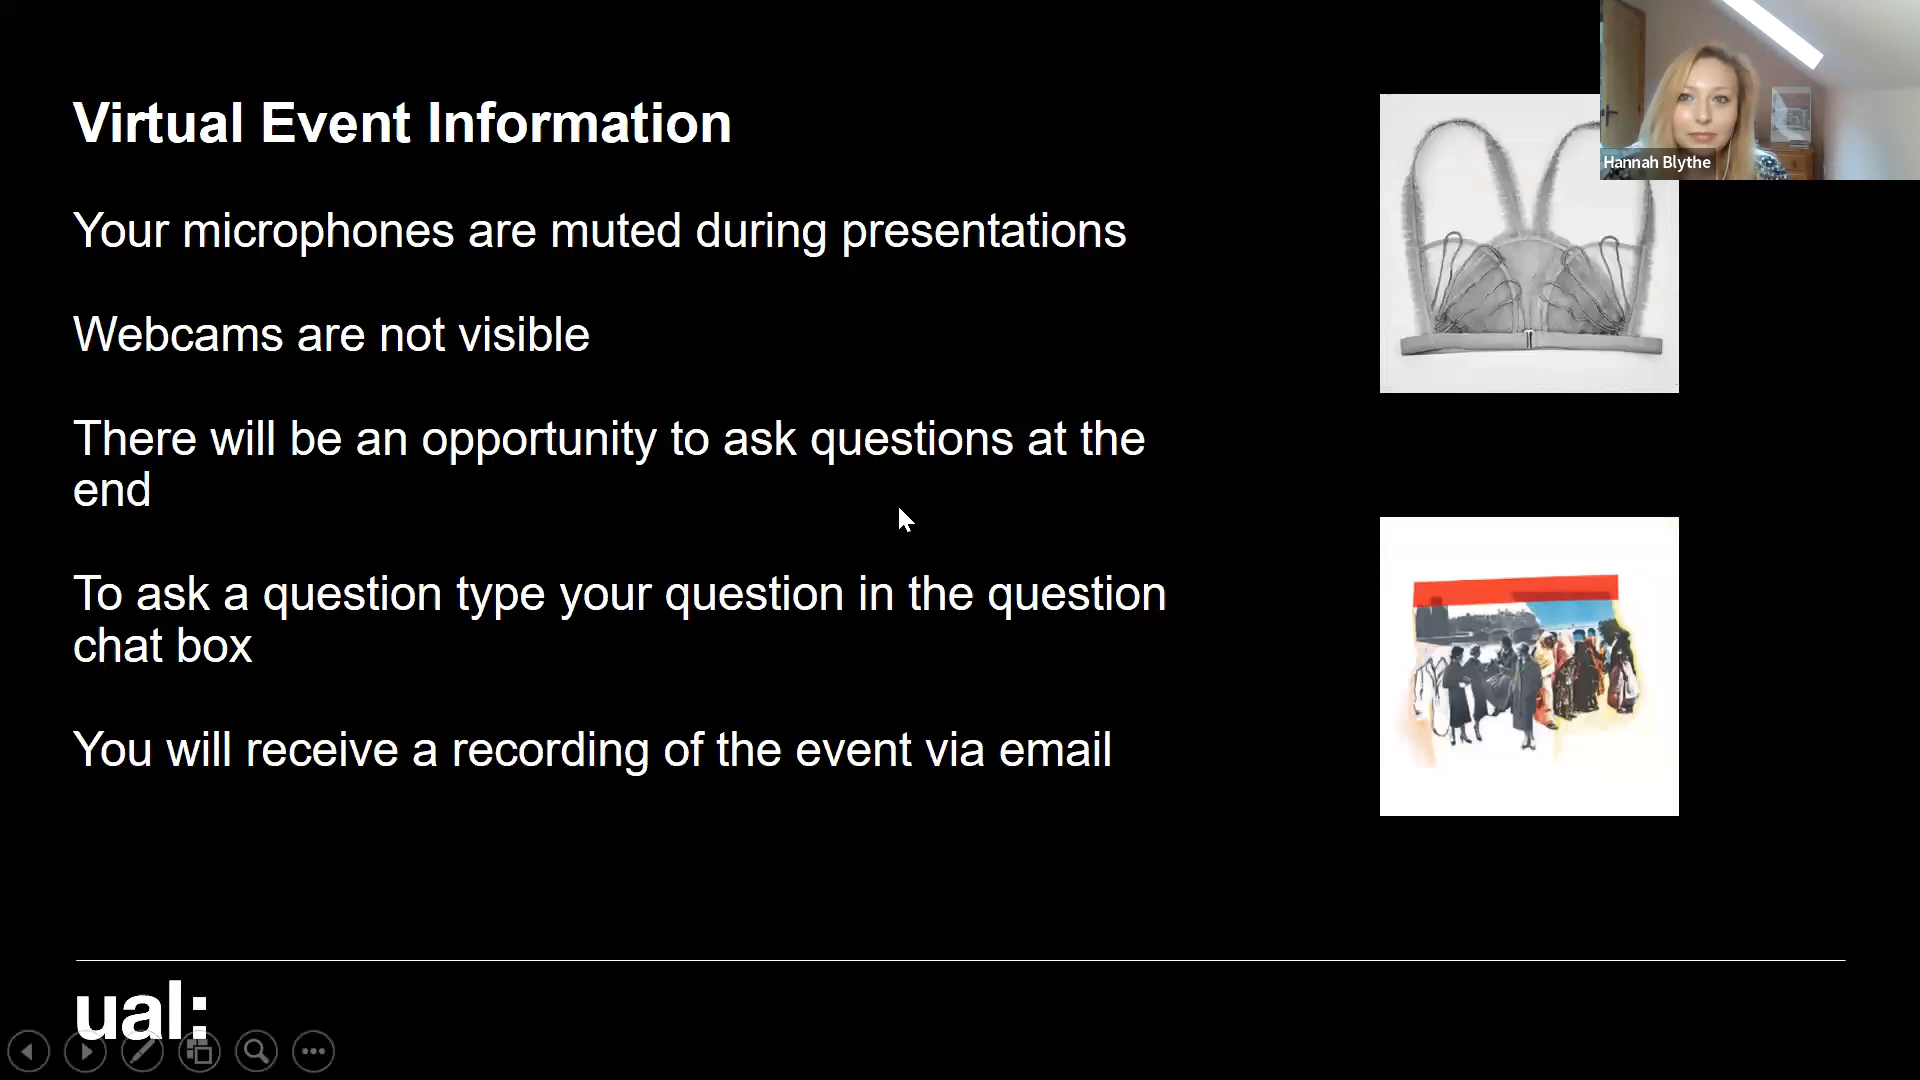 Virtual Event Information
Your microphones are muted during presentations
Webcams are not visible
There will be an opportunity to ask questions at the
end
To ask a question type your question in the question
chat box
You will receive a recording of the event via email
Hannah Blythe
ual: